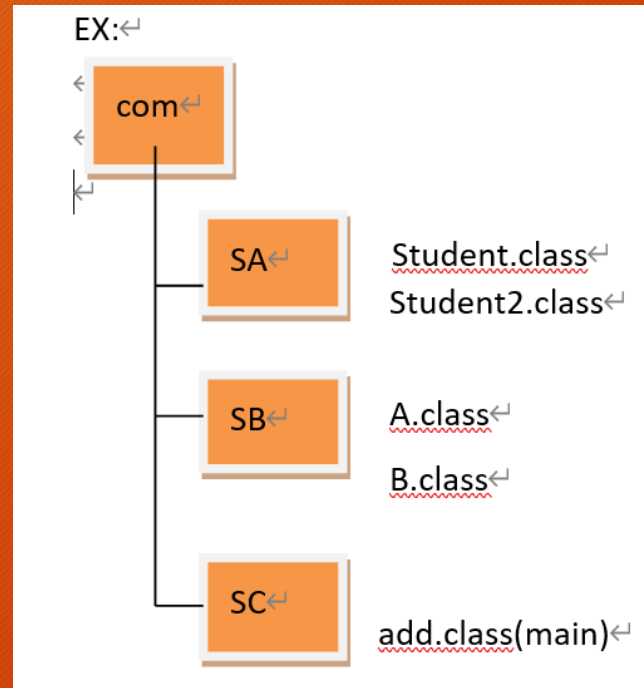 EX:
com
SA
Student.class
Student2.class
SB
A.class
B.class
SC
add.class(main)